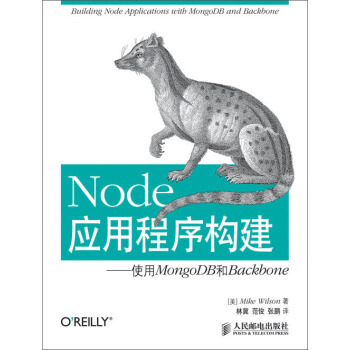 Building Node Applications with MongoDB and Backbone
Node
应用程序构建
——使用MongoDB和Backbone
[美] Mike Wilson 著
林冀 范俊 张鹏 译
O'REILLY®
人民邮电出版社
POSTS & TELECOM PRESS